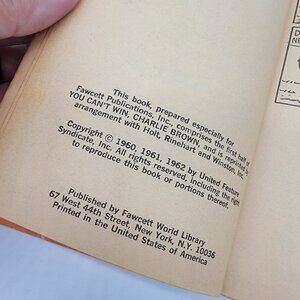 This book, prepared especially for
Fawcett Publications, Inc., comprises the first half of
YOU CAN'T WIN, CHARLIE BROWN, and is reprinted by
arrangement with Holt, Rinehart and Winston, Inc.
Copyright © 1960, 1961, 1962 by United Feature
Syndicate, Inc. All rights reserved, including the right
to reproduce this book or portions thereof.
Published by Fawcett World Library
67 West 44th Street, New York, N.Y. 10036
Printed in the United States of America